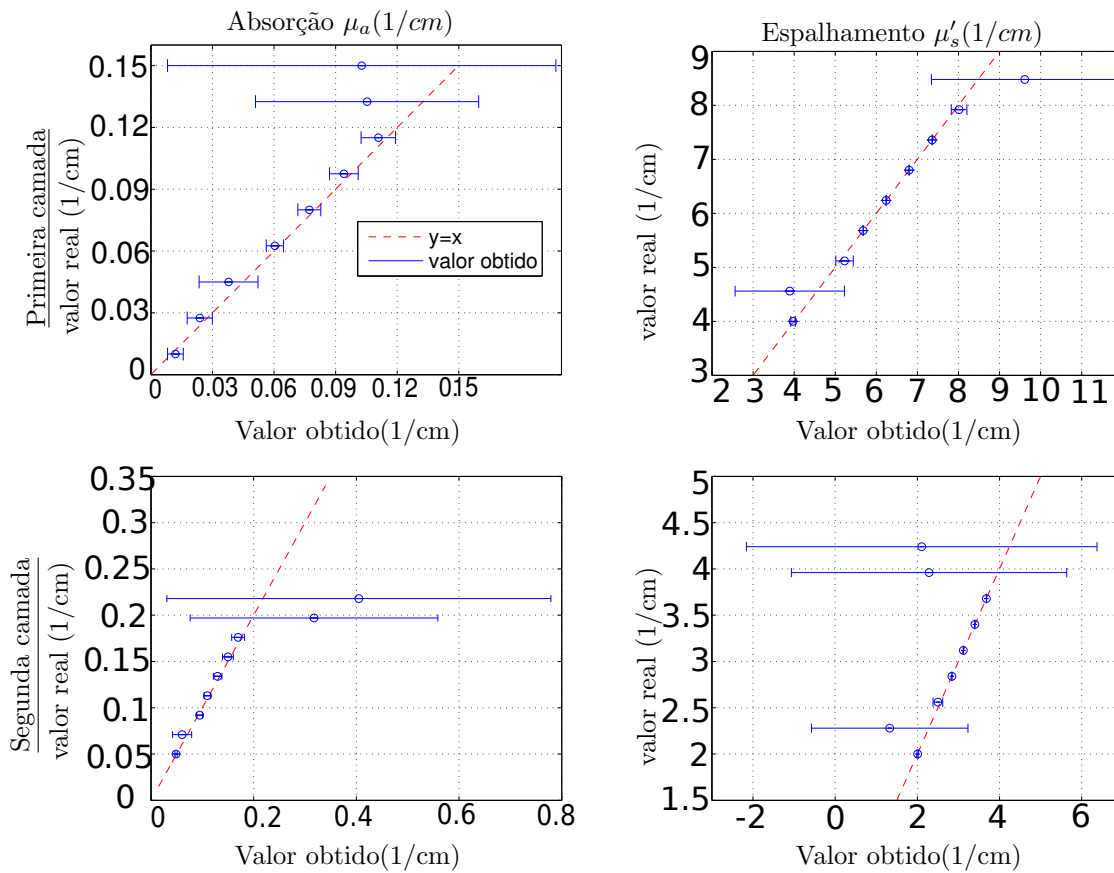 Absorção μₐ(1/cm)
Primeira camada
valor real (1/cm)
0.15
0.12
0.09
0.06
0.03
0
0 0.03 0.06 0.09 0.12 0.15
y=x
valor obtido
Valor obtido(1/cm)
Espalhamento μ′ₛ(1/cm)
valor real (1/cm)
9
8
7
6
5
4
3
2 3 4 5 6 7 8 9 10 11
Valor obtido(1/cm)
Segunda camada
valor real (1/cm)
0.35
0.3
0.25
0.2
0.15
0.1
0.05
0
0 0.2 0.4 0.6 0.8
Valor obtido(1/cm)
valor real (1/cm)
5
4.5
4
3.5
3
2.5
2
1.5
-2 0 2 4 6
Valor obtido(1/cm)